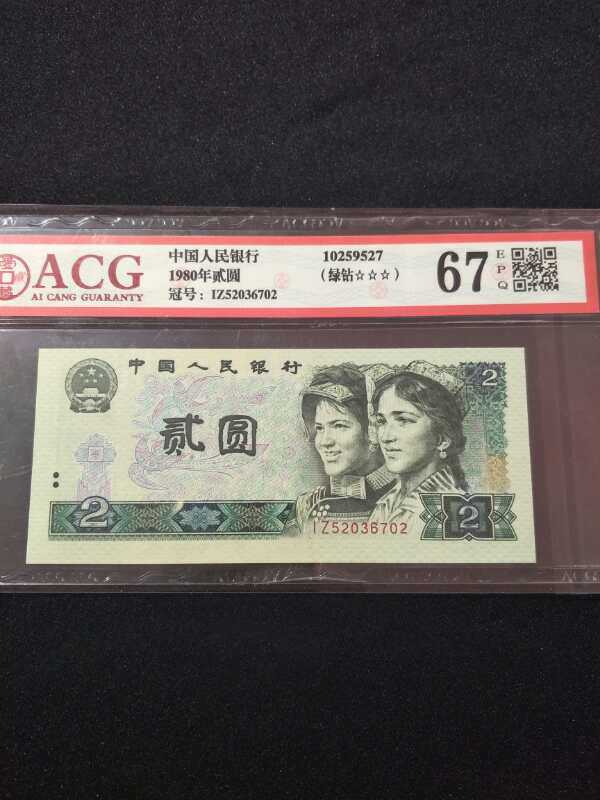 ACG
AI CANG GUARANTY
中国人民银行
1980年贰圆
冠号：IZ52036702
10259527
（绿钻☆☆☆）
67
EPQ
中国人民银行
贰圆
2
2
2
IZ52036702